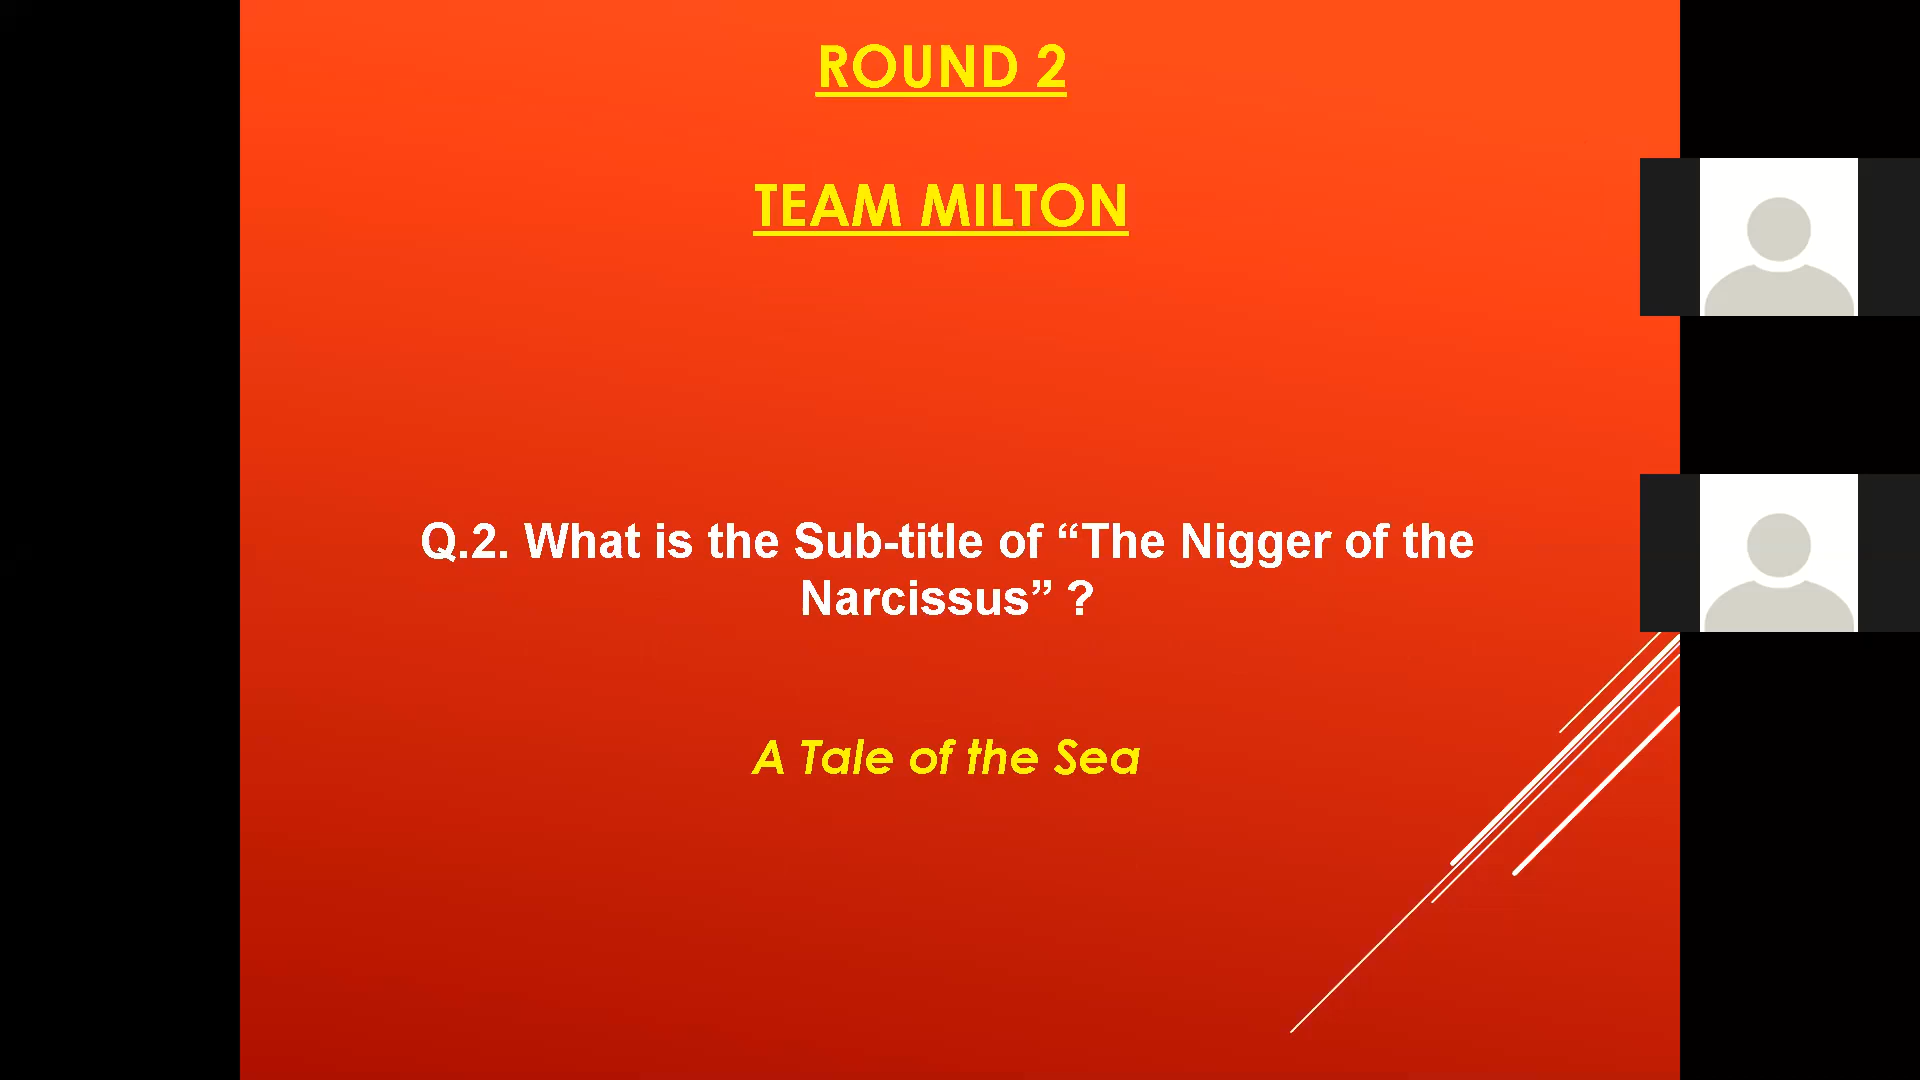 ROUND 2
TEAM MILTON
Q.2. What is the Sub-title of “The Nigger of the
Narcissus” ?
A Tale of the Sea